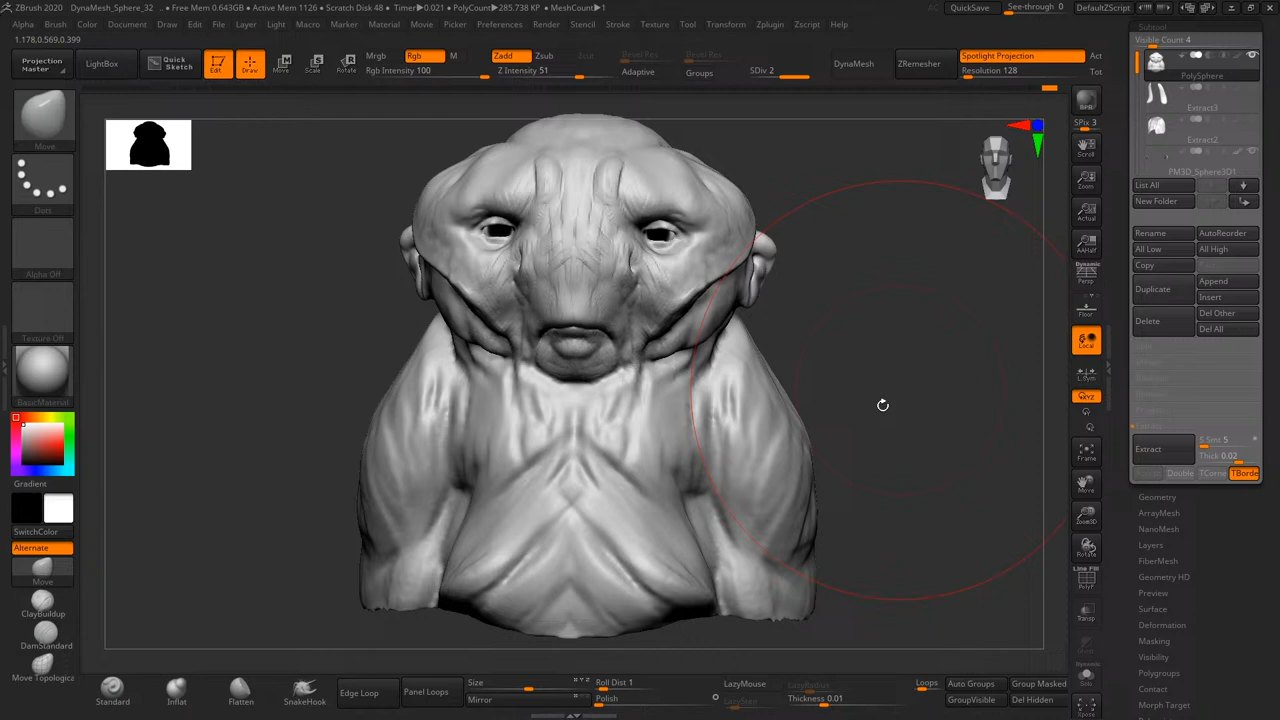 ZBrush 2020 DynaMesh_Sphere_32 • Free Mem 0.643GB • Active Mem 1126 • Scratch Disk 48 • Timer▶0.021 • PolyCount▶285.738 KP • MeshCount▶1 AC QuickSave See-through 0 DefaultZScript
Alpha Brush Color Document Draw Edit File Layer Light Macro Marker Material Movie Picker Preferences Render Stencil Stroke Texture Tool Transform Zplugin Zscript
1.178,0.569,0.399
Projection Master
LightBox
Quick Sketch
Edit
Draw
Move
Scale
Rotate
Mrgb Rgb M
Rgb Intensity 100
Zadd Zsub
Z Intensity 51
Adaptive
Groups
SDiv 2
DynaMesh
ZRemesher
Spotlight Projection
Resolution 128
Act
Tot
Move
Dots
Alpha Off
Texture Off
BasicMaterial
Gradient
SwitchColor
Alternate
Move
ClayBuildup
DamStandard
Move Topologica
BPR
SPix 3
Scroll
Zoom
Actual
AAHalf
Dynamic
Persp
Floor
Local
L.Sym
XYZ
Frame
Move
Zoom3D
Rotate
Line Fill
PolyF
Transp
Dynamic
Solo
Xpose
Subtool
Visible Count 4
PolySphere
Extract3
Extract2
PM3D_Sphere3D1
List All
New Folder
Rename AutoReorder
All Low All High
Copy
Duplicate
Append
Insert
Delete
Del Other
Del All
Extract
S Smt 5
Thick 0.02
Double TCorne TBorde
Geometry
ArrayMesh
NanoMesh
Layers
FiberMesh
Geometry HD
Preview
Surface
Deformation
Masking
Visibility
Polygroups
Contact
Morph Target
Standard
Inflat
Flatten
SnakeHook
Edge Loop
Panel Loops
Size
Mirror
Roll Dist 1
Polish
LazyMouse
LazyRadius
Thickness 0.01
Loops
Auto Groups
Group Masked
GroupVisible